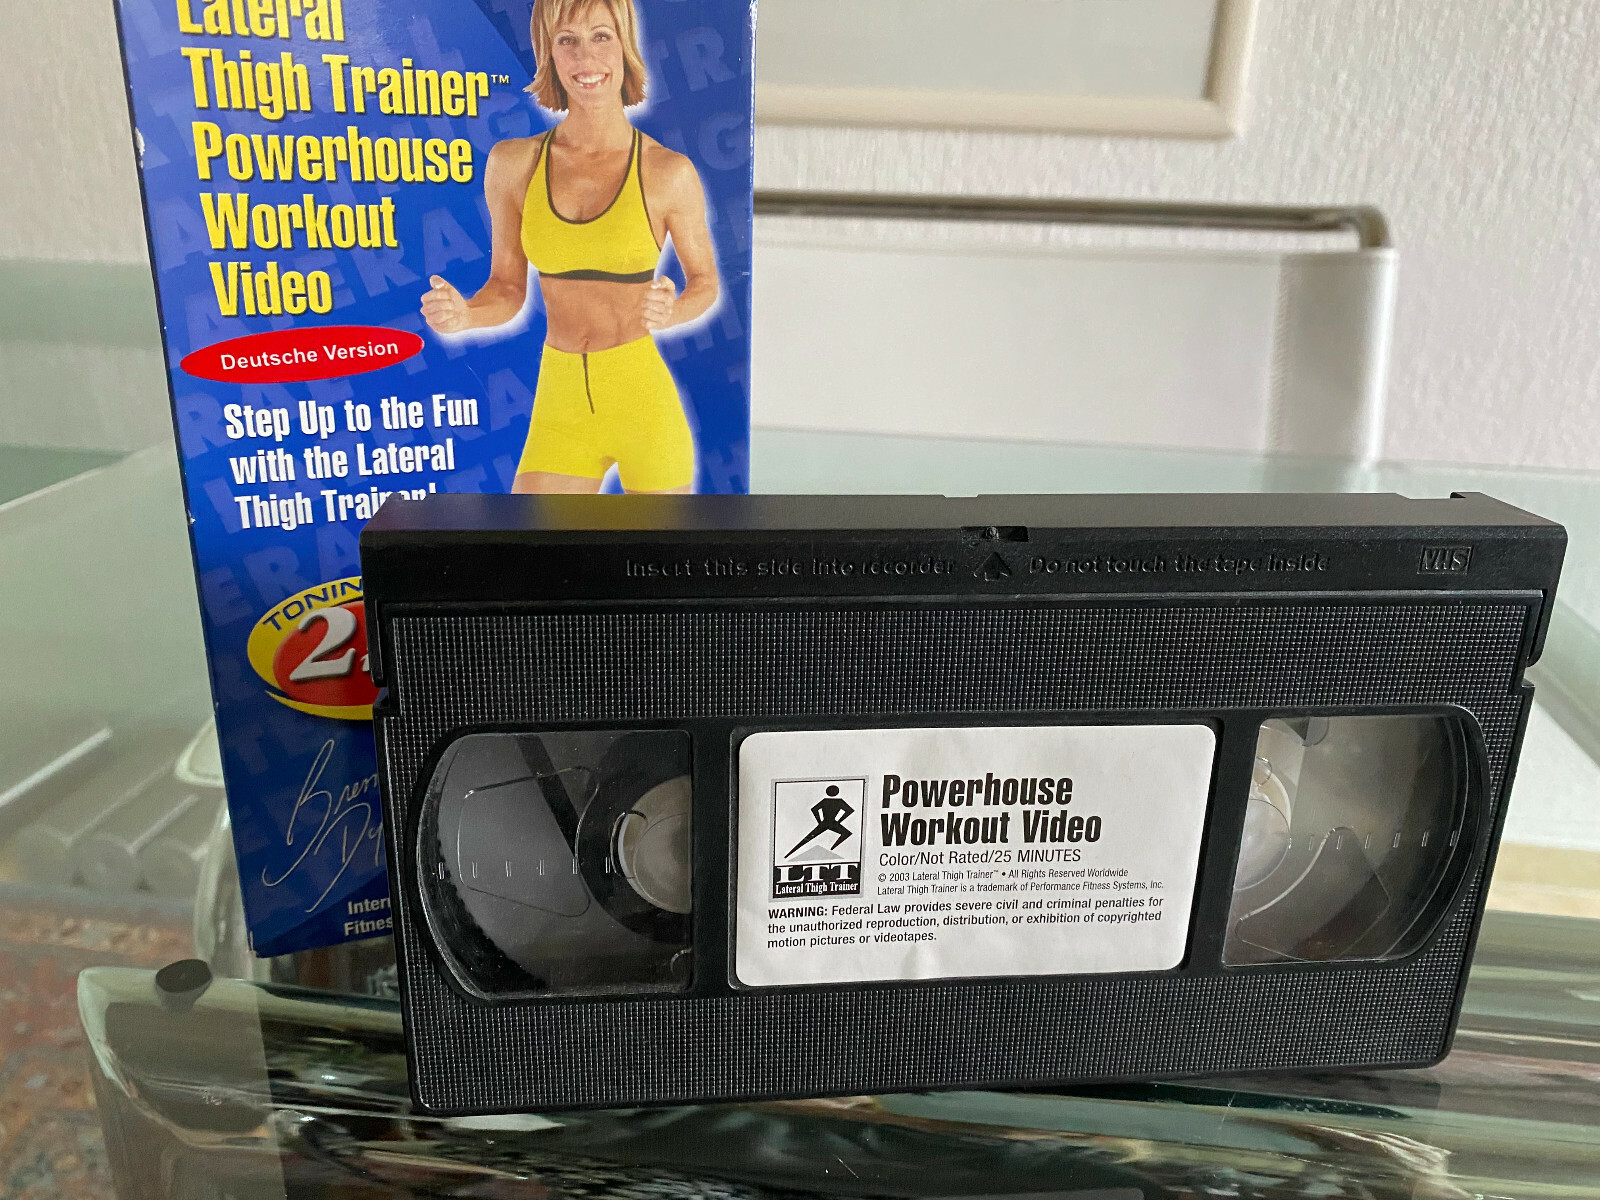 Lateral
Thigh Trainer™
Powerhouse
Workout
Video
Deutsche Version
Step Up to the Fun
with the Lateral
Thigh Trainer!
TONIN
2
Insert this side into recorder Do not touch the tape inside VHS
Powerhouse
Workout Video
Color/Not Rated/25 MINUTES
© 2003 Lateral Thigh Trainer™ • All Rights Reserved Worldwide
Lateral Thigh Trainer is a trademark of Performance Fitness Systems, Inc.
LTT
Lateral Thigh Trainer
WARNING: Federal Law provides severe civil and criminal penalties for
the unauthorized reproduction, distribution, or exhibition of copyrighted
motion pictures or videotapes.